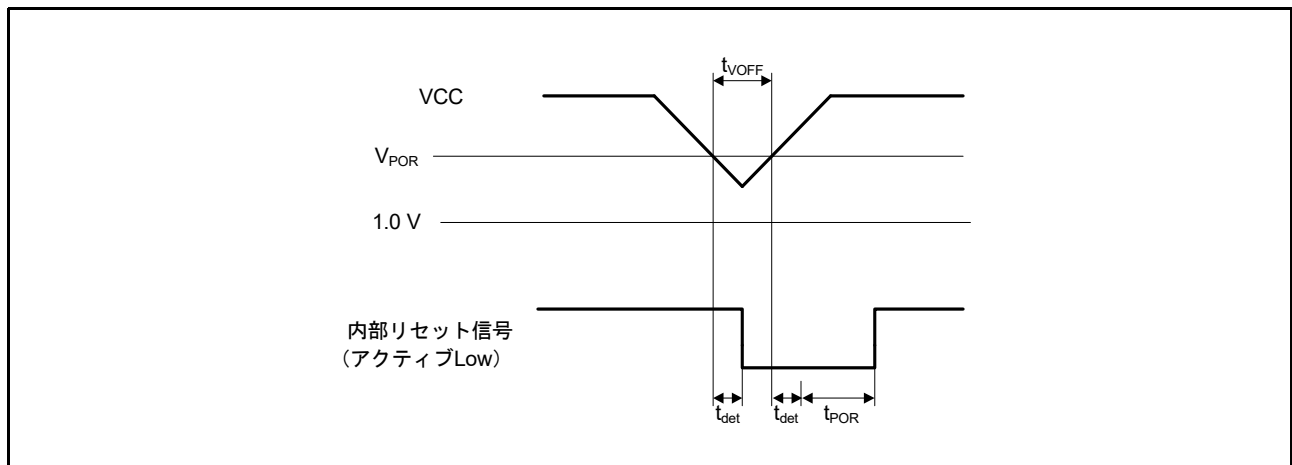 tVOFF
VCC
VPOR
1.0 V
内部リセット信号
（アクティブLow）
tdet
tdet
tPOR